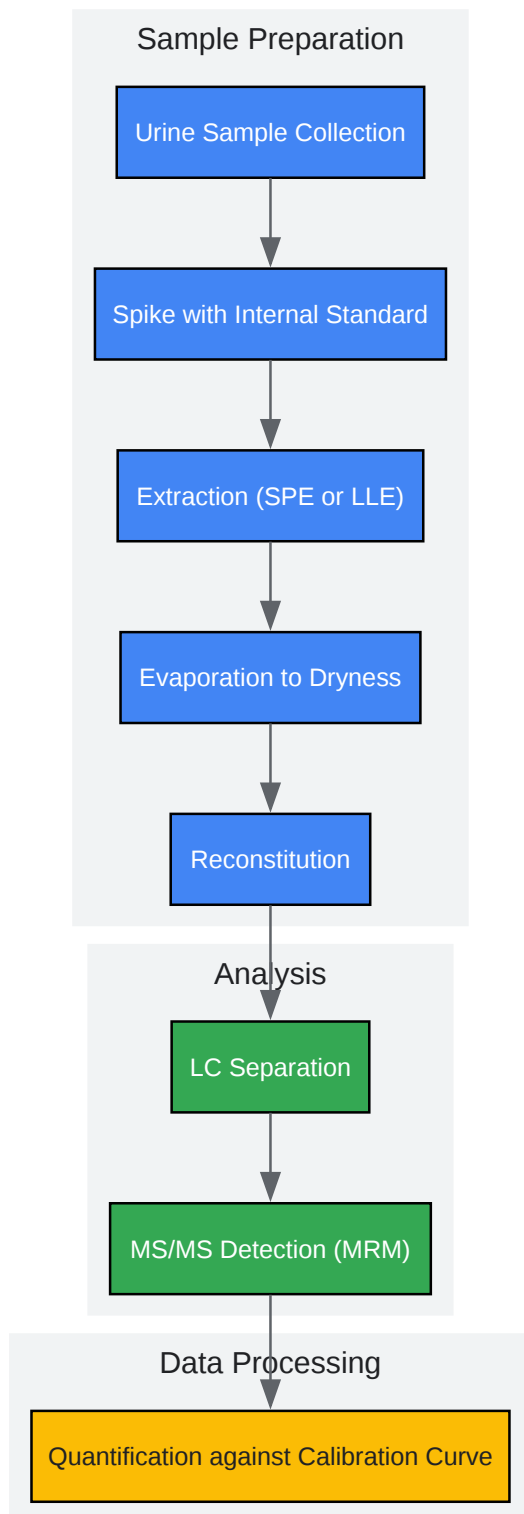 Sample Preparation
Urine Sample Collection
Spike with Internal Standard
Extraction (SPE or LLE)
Evaporation to Dryness
Reconstitution
Analysis
LC Separation
MS/MS Detection (MRM)
Data Processing
Quantification against Calibration Curve